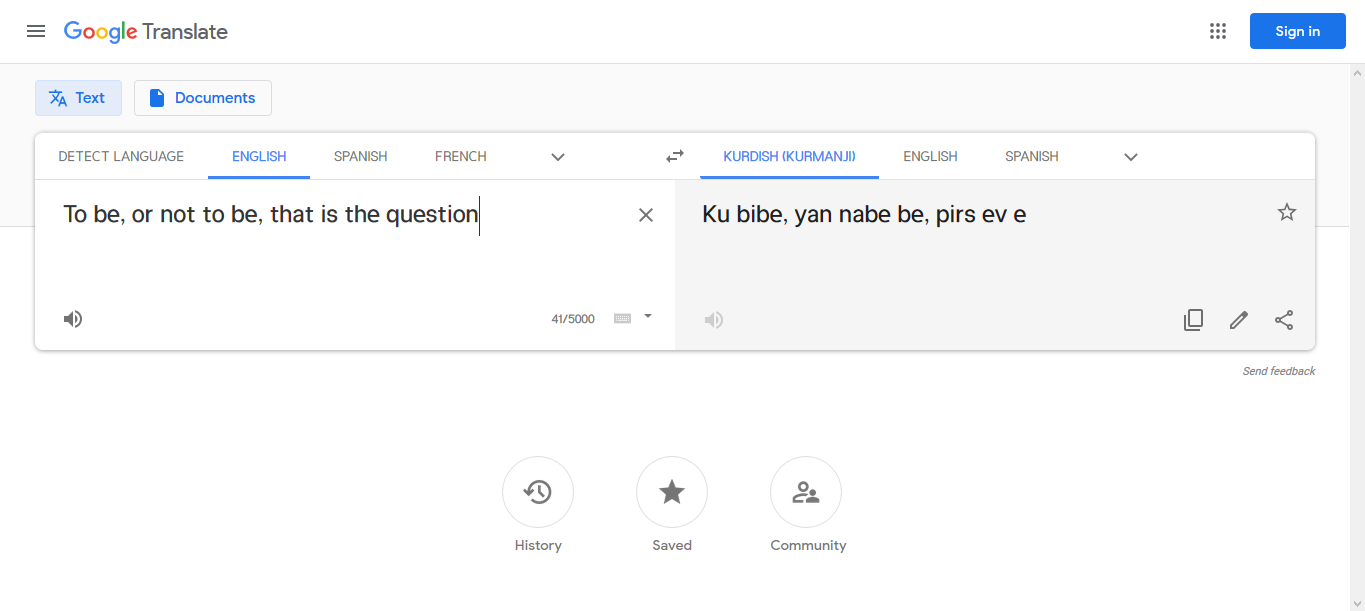 Google Translate
Sign in
Text
Documents
DETECT LANGUAGE ENGLISH SPANISH FRENCH
KURDISH (KURMANJI) ENGLISH SPANISH
To be, or not to be, that is the question
41/5000
Ku bibe, yan nabe be, pirs ev e
Send feedback
History
Saved
Community